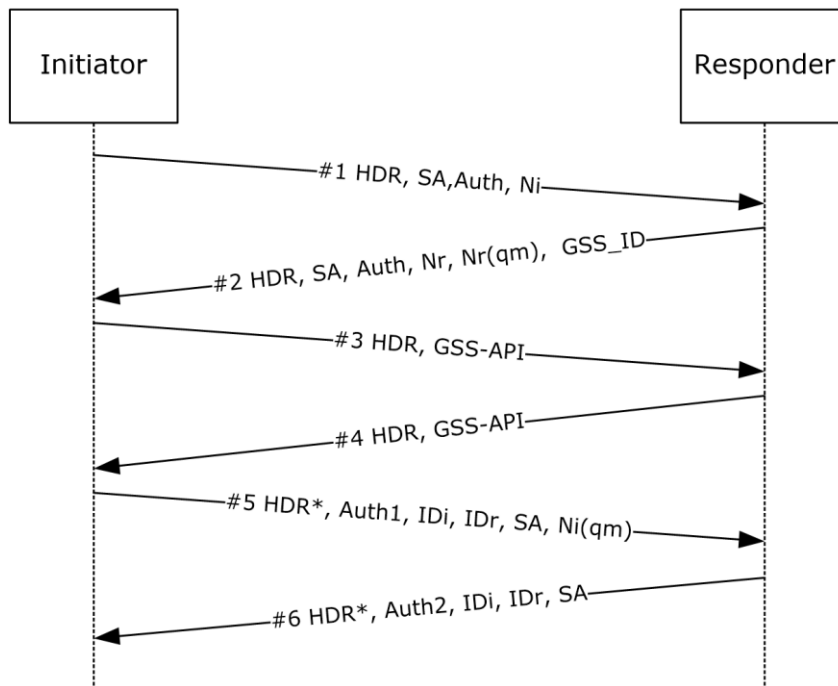 Initiator
Responder
#1 HDR, SA,Auth, Ni
#2 HDR, SA, Auth, Nr, Nr(qm), GSS_ID
#3 HDR, GSS-API
#4 HDR, GSS-API
#5 HDR*, Auth1, IDi, IDr, SA, Ni(qm)
#6 HDR*, Auth2, IDi, IDr, SA